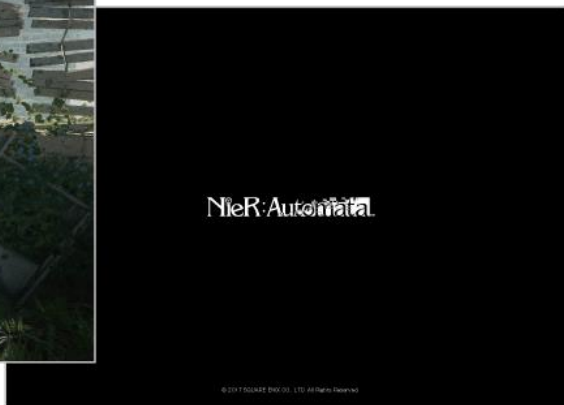 NieR:Automata
© 2017 SQUARE ENIX CO., LTD. All Rights Reserved.